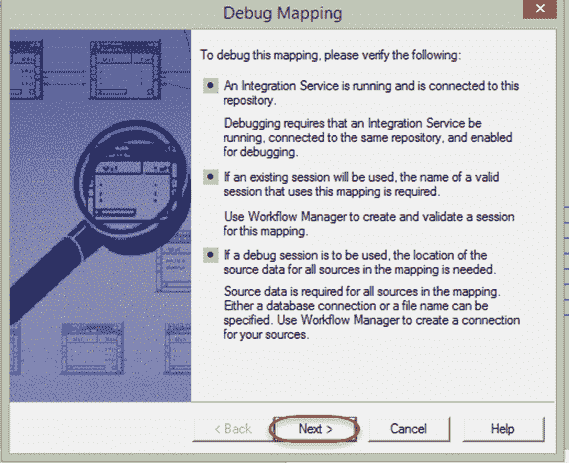 Debug Mapping
To debug this mapping, please verify the following:
An Integration Service is running and is connected to this
repository.
Debugging requires that an Integration Service be
running, connected to the same repository, and enabled
for debugging.
If an existing session will be used, the name of a valid
session that uses this mapping is required.
Use Workflow Manager to create and validate a session
for this mapping.
If a debug session is to be used, the location of the
source data for all sources in the mapping is needed.
Source data is required for all sources in the mapping.
Either a database connection or a file name can be
specified. Use Workflow Manager to create a connection
for your sources.
< Back
Next >
Cancel
Help